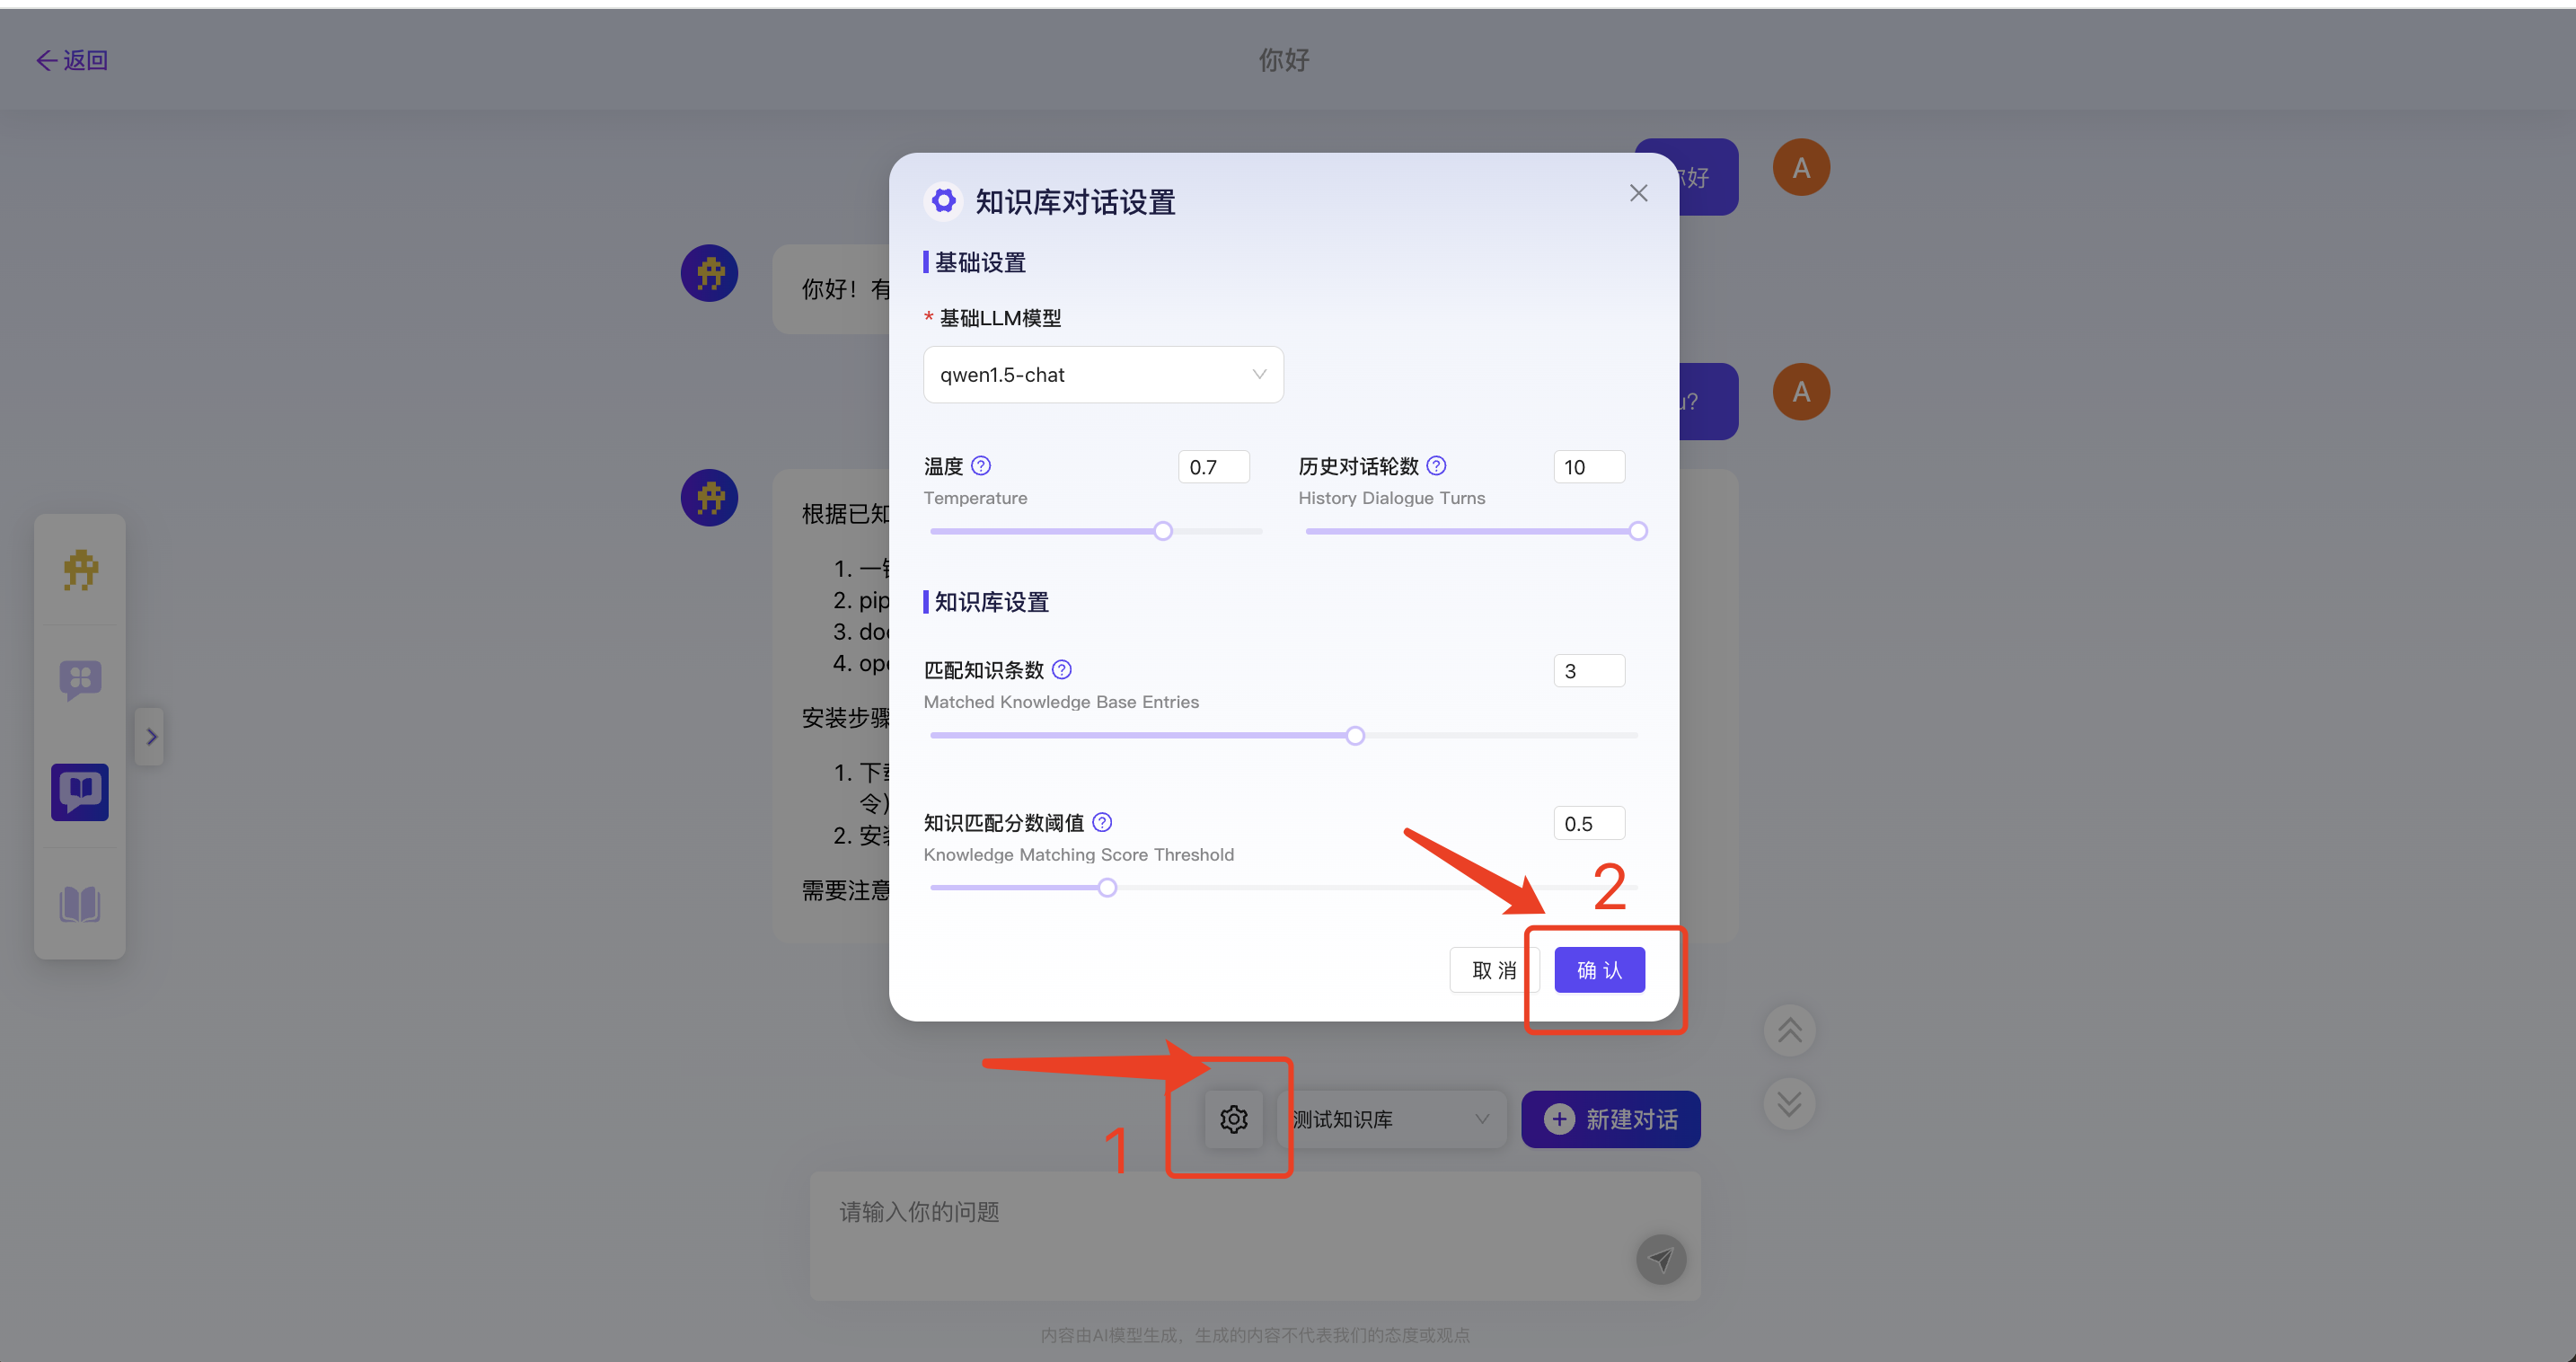 返回
你好
你好
A
知识库对话设置
你好！有
基础设置
* 基础LLM模型
qwen1.5-chat
u?
A
温度
0.7
历史对话轮数
10
Temperature
History Dialogue Turns
根据已知
1. 一键
2. pip
3. doc
4. ope
知识库设置
匹配知识条数
3
Matched Knowledge Base Entries
安装步骤
1. 下载
令)
2. 安装
知识匹配分数阈值
0.5
Knowledge Matching Score Threshold
需要注意
2
取 消
确 认
1
测试知识库
新建对话
请输入你的问题
内容由AI模型生成，生成的内容不代表我们的态度或观点